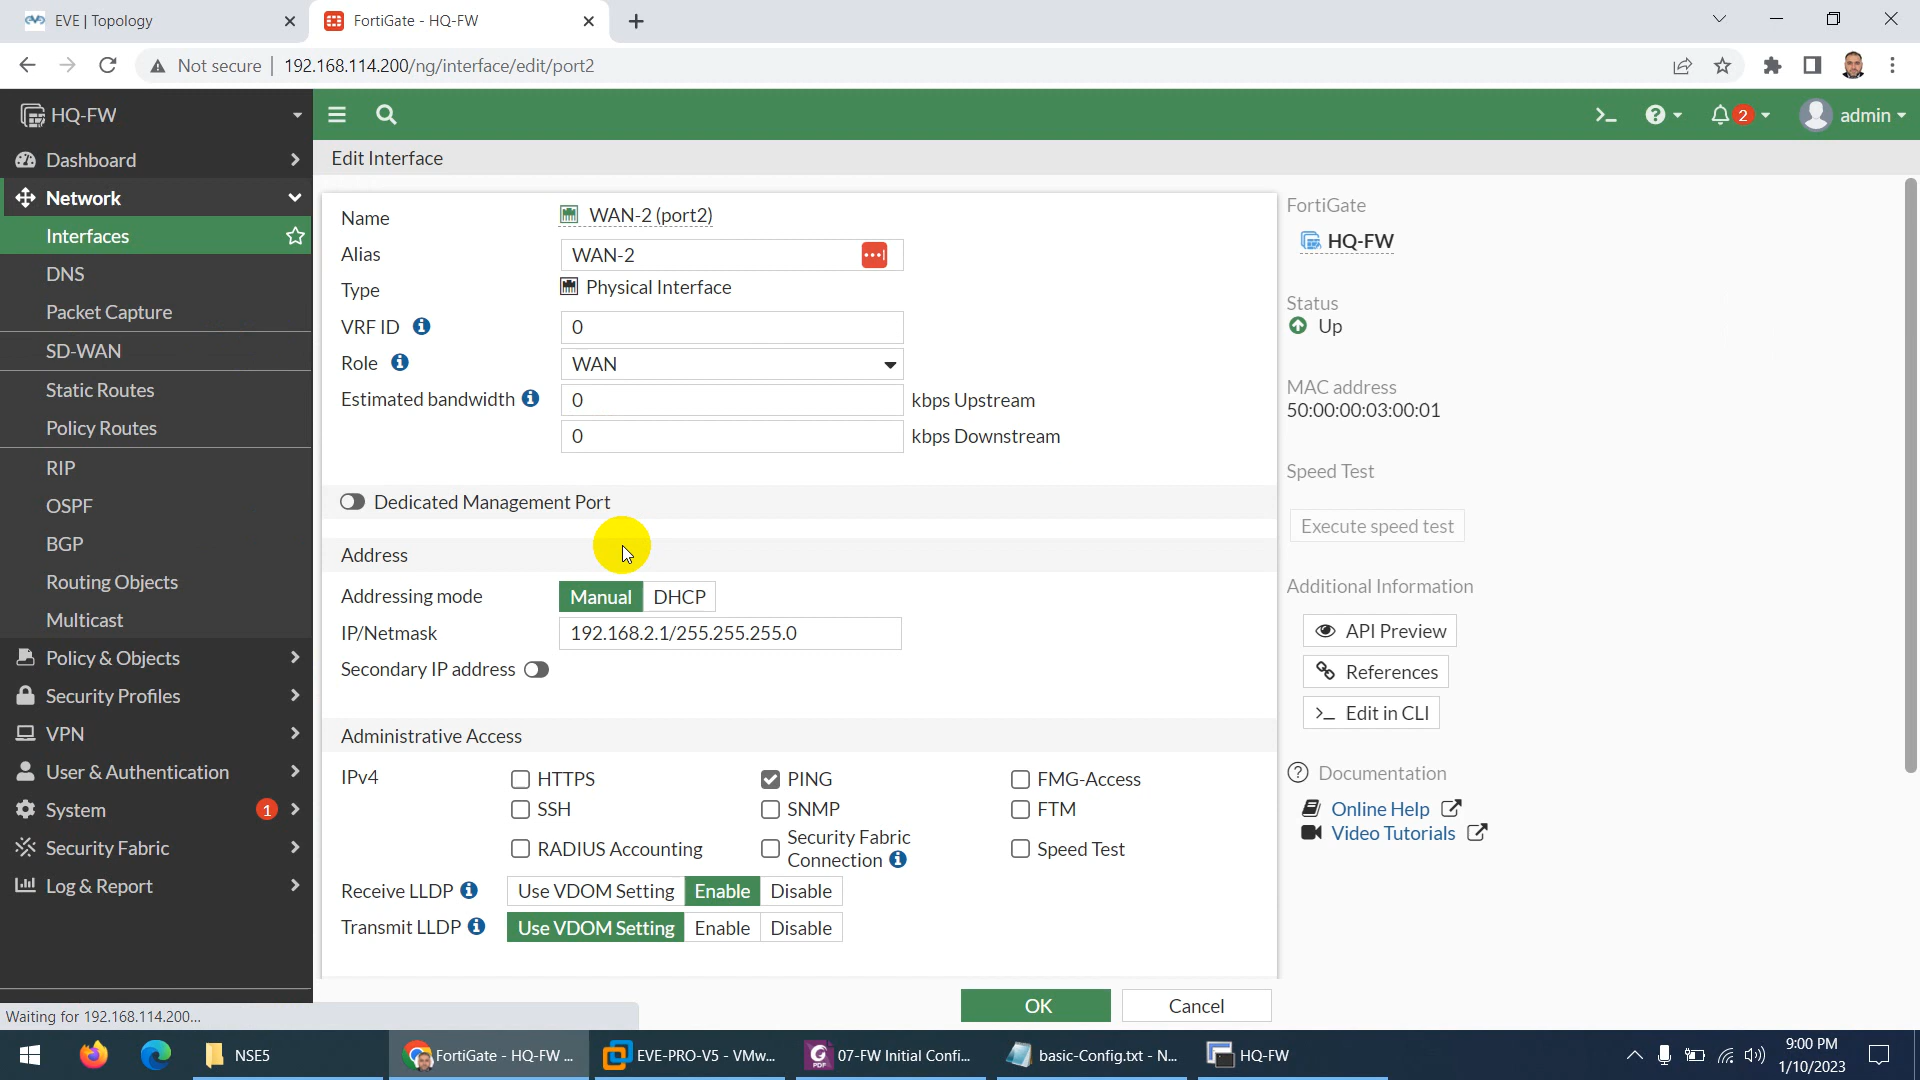 EVE | Topology
FortiGate - HQ-FW
Not secure
192.168.114.200/ng/interface/edit/port2
HQ-FW
2
admin
Dashboard
Network
Interfaces
DNS
Packet Capture
SD-WAN
Static Routes
Policy Routes
RIP
OSPF
BGP
Routing Objects
Multicast
Policy & Objects
Security Profiles
VPN
User & Authentication
System
1
Security Fabric
Log & Report
Edit Interface
Name
WAN-2 (port2)
Alias
WAN-2
Type
Physical Interface
VRF ID
0
Role
WAN
Estimated bandwidth
0
kbps Upstream
0
kbps Downstream
Dedicated Management Port
Address
Addressing mode
Manual
DHCP
IP/Netmask
192.168.2.1/255.255.255.0
Secondary IP address
Administrative Access
IPv4
HTTPS
PING
FMG-Access
SSH
SNMP
FTM
RADIUS Accounting
Security Fabric
Connection
Speed Test
Receive LLDP
Use VDOM Setting
Enable
Disable
Transmit LLDP
Use VDOM Setting
Enable
Disable
OK
Cancel
FortiGate
HQ-FW
Status
Up
MAC address
50:00:00:03:00:01
Speed Test
Execute speed test
Additional Information
API Preview
References
Edit in CLI
Documentation
Online Help
Video Tutorials
Waiting for 192.168.114.200...
NSE5
FortiGate - HQ-FW ...
EVE-PRO-V5 - VMw...
07-FW Initial Confi...
basic-Config.txt - N...
HQ-FW
9:00 PM
1/10/2023